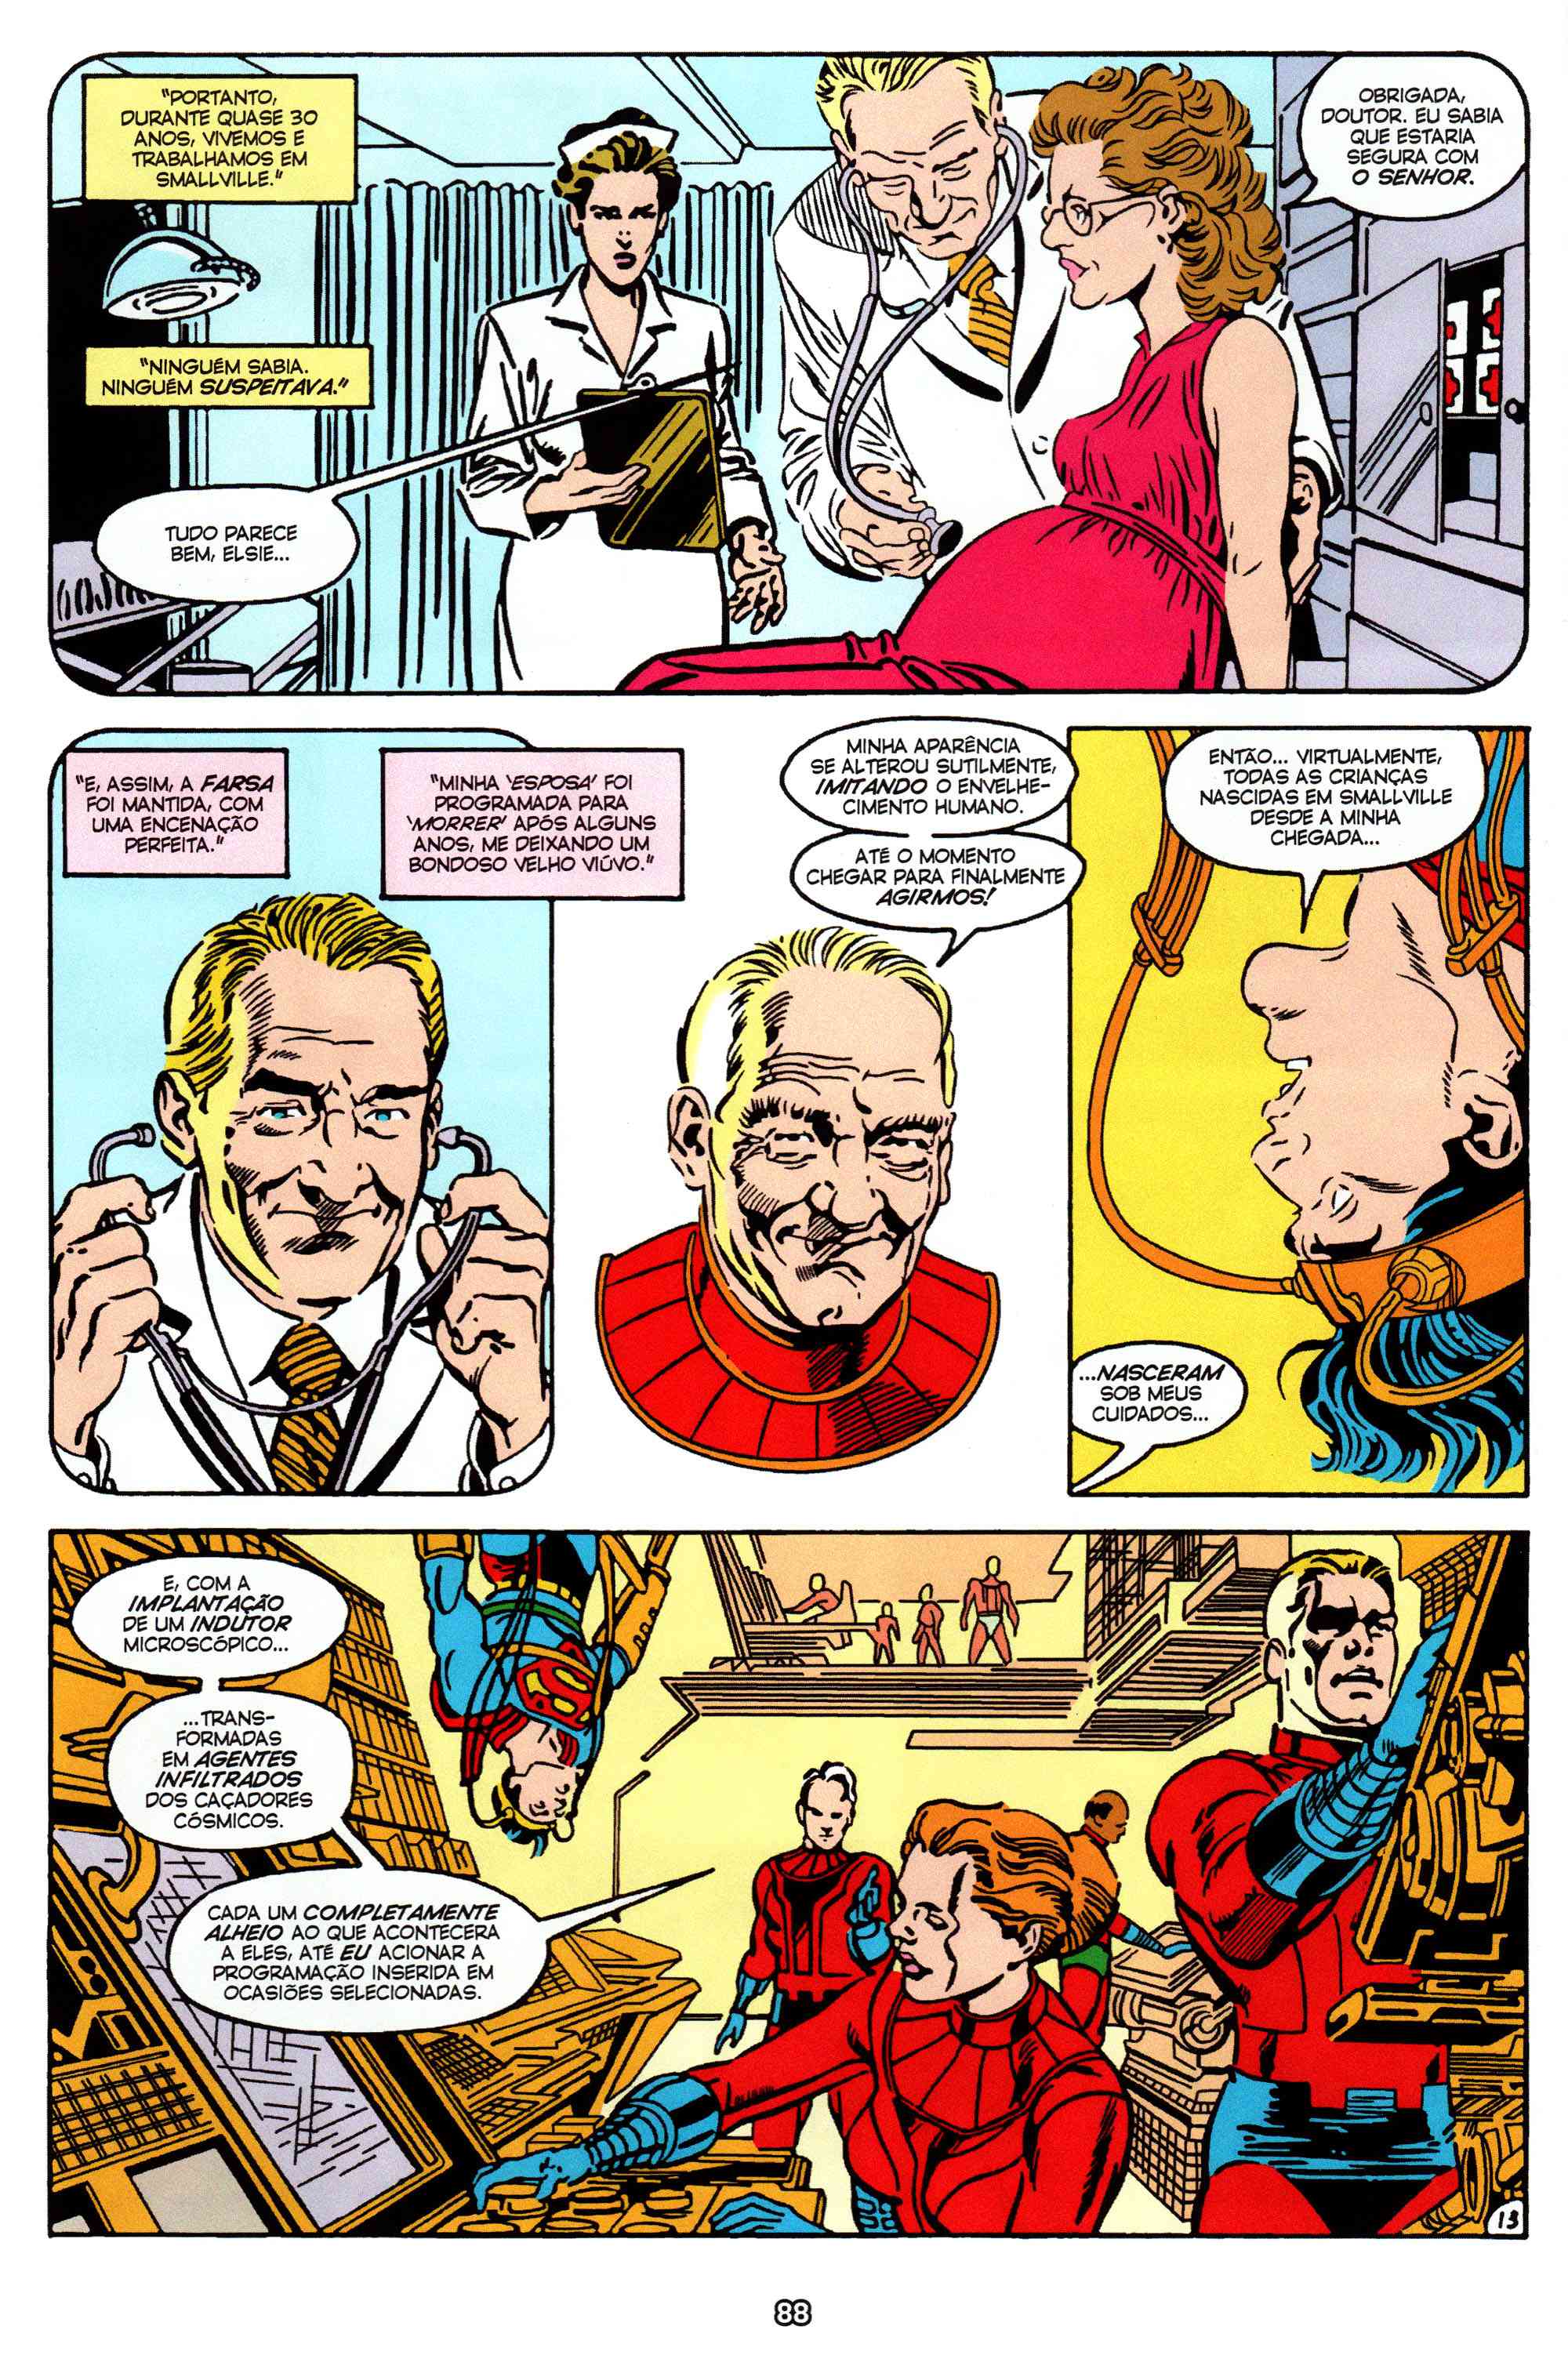 "PORTANTO,
DURANTE QUASE 30
ANOS, VIVEMOS E
TRABALHAMOS EM
SMALLVILLE."
OBRIGADA,
DOUTOR. EU SABIA
QUE ESTARIA
SEGURA COM
O SENHOR.
"NINGUÉM SABIA.
NINGUÉM SUSPEITAVA."
TUDO PARECE
BEM, ELSIE...
"E, ASSIM, A FARSA
FOI MANTIDA, COM
UMA ENCENAÇÃO
PERFEITA."
"MINHA 'ESPOSA' FOI
PROGRAMADA PARA
'MORRER' APÓS ALGUNS
ANOS, ME DEIXANDO UM
BONDOSO VELHO VIÚVO."
MINHA APARÊNCIA
SE ALTEROU SUTILMENTE,
IMITANDO O ENVELHE-
CIMENTO HUMANO.
ATÉ O MOMENTO
CHEGAR PARA FINALMENTE
AGIRMOS!
ENTÃO... VIRTUALMENTE,
TODAS AS CRIANÇAS
NASCIDAS EM SMALLVILLE
DESDE A MINHA
CHEGADA...
...NASCERAM
SOB MEUS
CUIDADOS...
E, COM A
IMPLANTAÇÃO
DE UM INDUTOR
MICROSCÓPICO...
...TRANS-
FORMADAS
EM AGENTES
INFILTRADOS
DOS CAÇADORES
CÓSMICOS.
CADA UM COMPLETAMENTE
ALHEIO AO QUE ACONTECERA
A ELES, ATÉ EU ACIONAR A
PROGRAMAÇÃO INSERIDA EM
OCASIÕES SELECIONADAS.
13
88